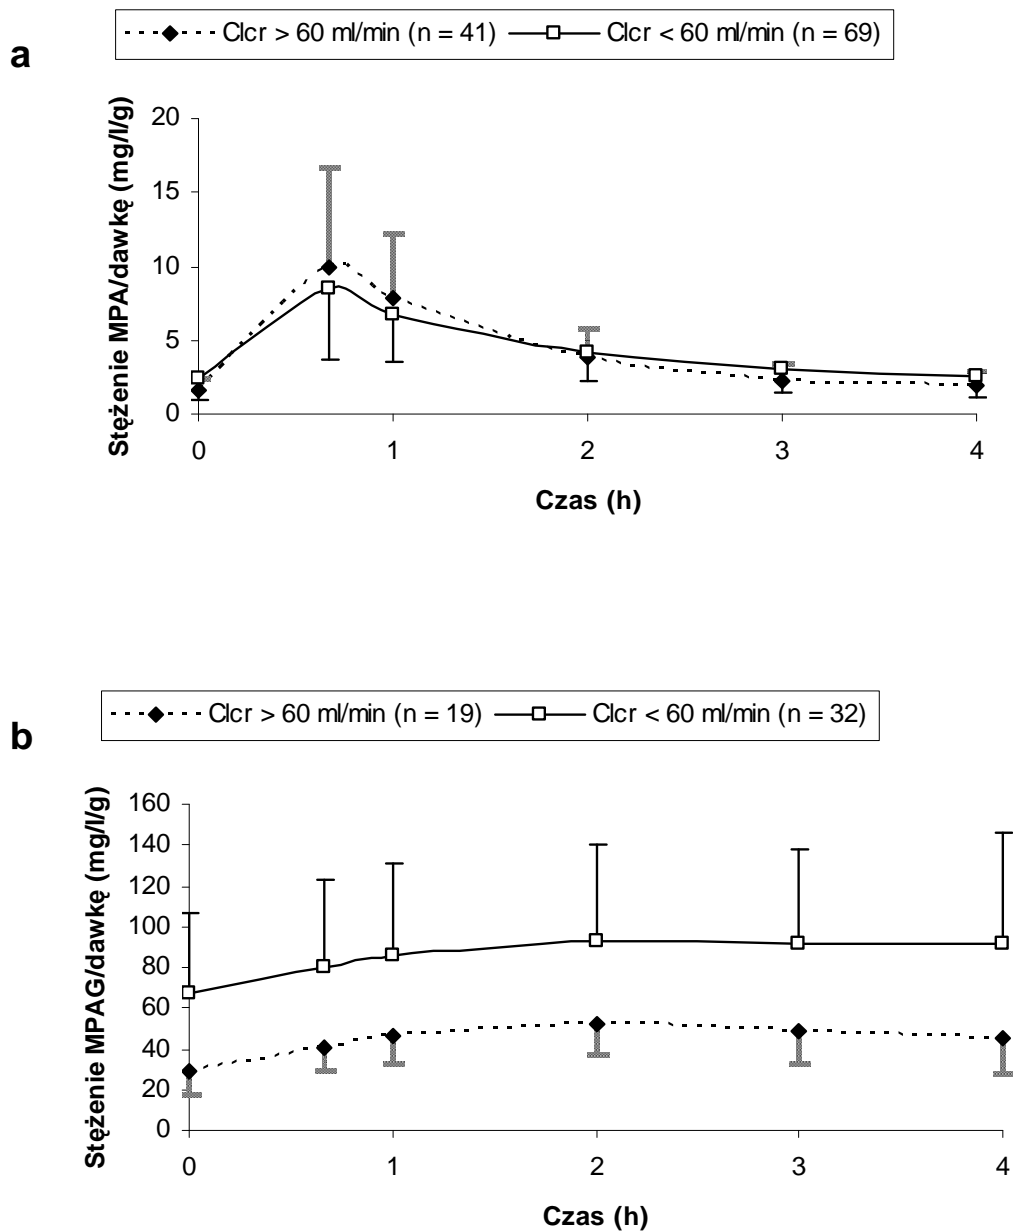 Clcr > 60 ml/min (n = 41) Clcr < 60 ml/min (n = 69)
a
Stężenie MPA/dawkę (mg/l/g)
20
15
10
5
0
0 1 2 3 4
Czas (h)
Clcr > 60 ml/min (n = 19) Clcr < 60 ml/min (n = 32)
b
Stężenie MPAG/dawkę (mg/l/g)
160
140
120
100
80
60
40
20
0
0 1 2 3 4
Czas (h)